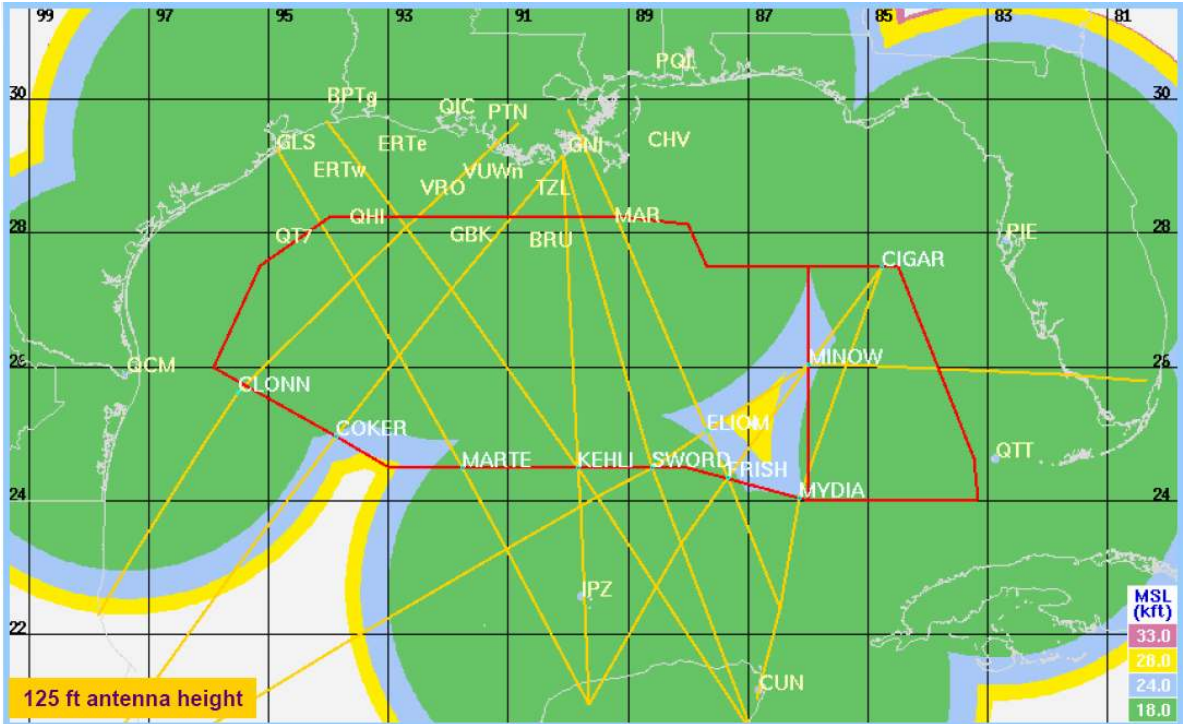 99 97 95 93 91 89 87 85 83 81
PQL
30 BPTg QIC PTN 30
GLS ERTe GNI CHV
ERTw VUWn
VRO TZL
QHI MAR
28 QT7 GBK BRU PIE 28
CIGAR
26 QCM MINOW 26
CLONN
COKER ELIOM
MARTE KEHLI SWORD FRISH QTT
24 MYDIA 24
JPZ
22
CUN
MSL
(kft)
33.0
28.0
24.0
18.0
125 ft antenna height